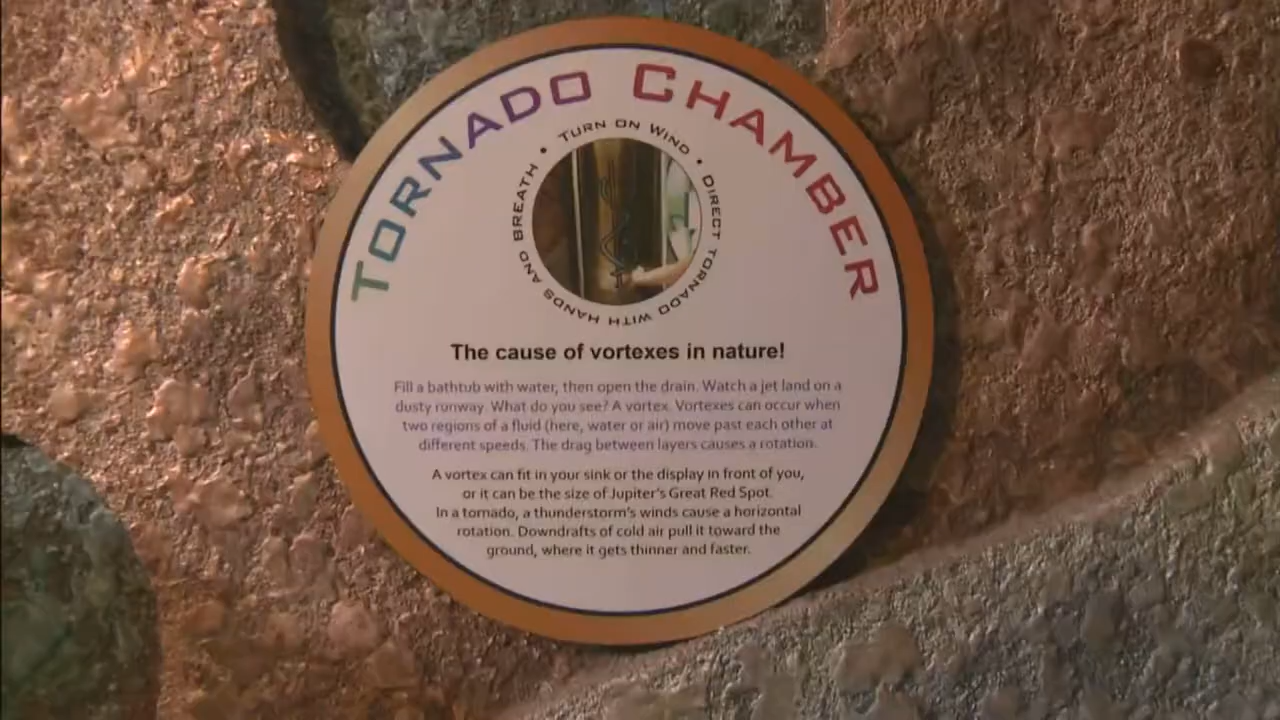 TORNADO CHAMBER
• TURN ON WIND • DIRECT TORNADO WITH HANDS AND BREATH
The cause of vortexes in nature!
Fill a bathtub with water, then open the drain. Watch a jet land on a
dusty runway. What do you see? A vortex. Vortexes can occur when
two regions of a fluid (here, water or air) move past each other at
different speeds. The drag between layers causes a rotation.
A vortex can fit in your sink or the display in front of you,
or it can be the size of Jupiter's Great Red Spot.
In a tornado, a thunderstorm's winds cause a horizontal
rotation. Downdrafts of cold air pull it toward the
ground, where it gets thinner and faster.